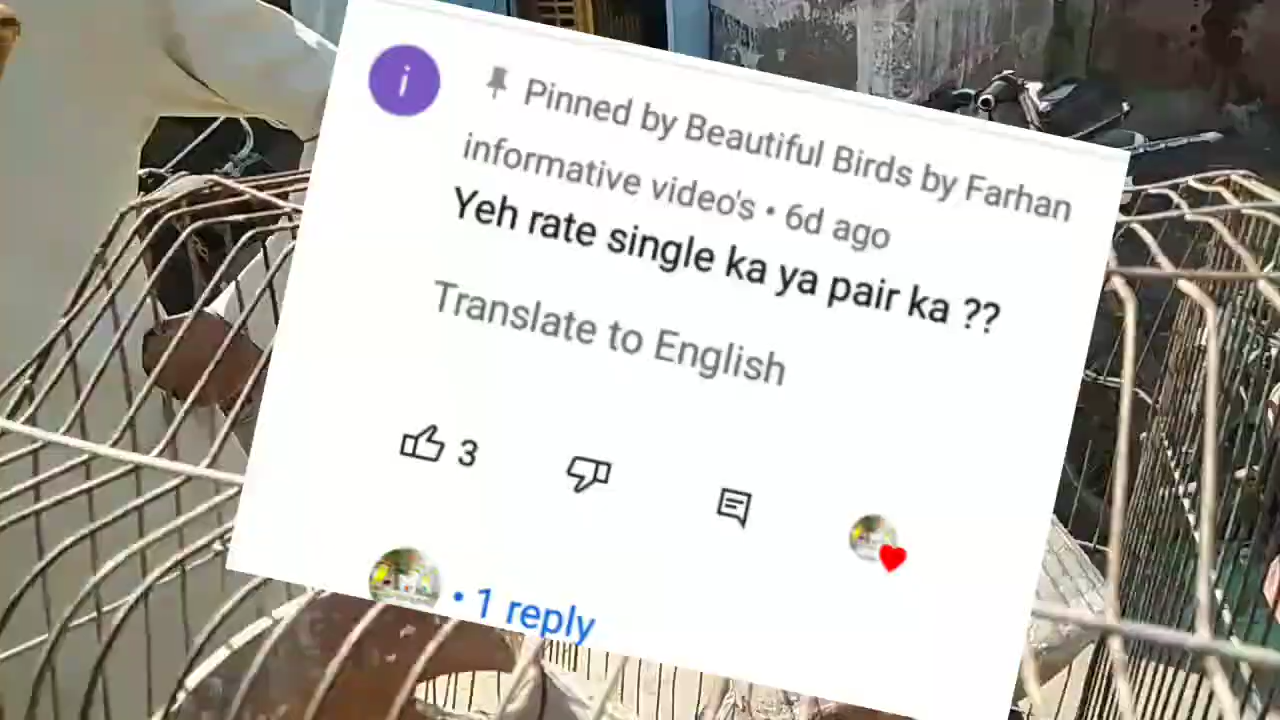 i
Pinned by Beautiful Birds by Farhan
informative video's • 6d ago
Yeh rate single ka ya pair ka ??
Translate to English
3
• 1 reply